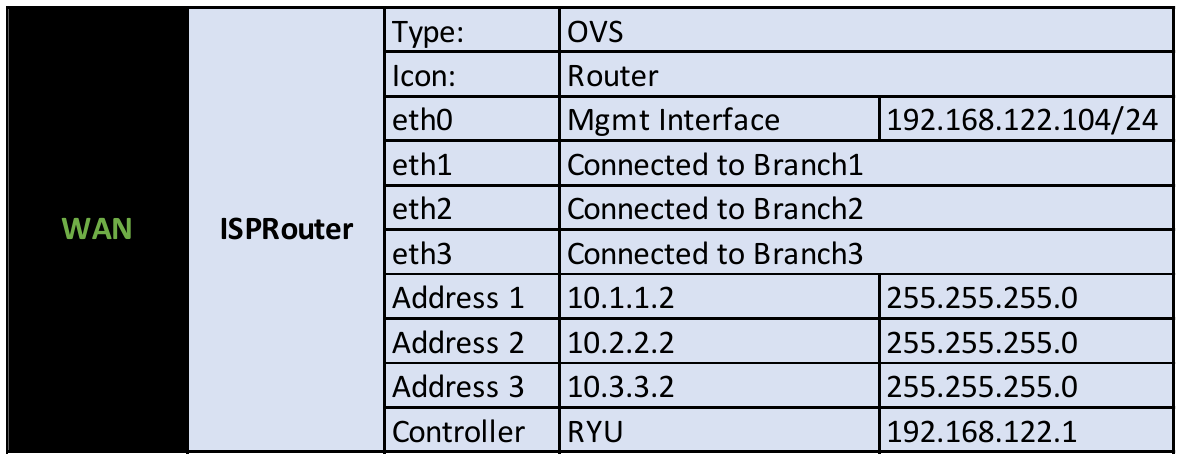 WAN
ISPRouter
Type: OVS
Icon: Router
eth0 Mgmt Interface 192.168.122.104/24
eth1 Connected to Branch1
eth2 Connected to Branch2
eth3 Connected to Branch3
Address 1 10.1.1.2 255.255.255.0
Address 2 10.2.2.2 255.255.255.0
Address 3 10.3.3.2 255.255.255.0
Controller RYU 192.168.122.1